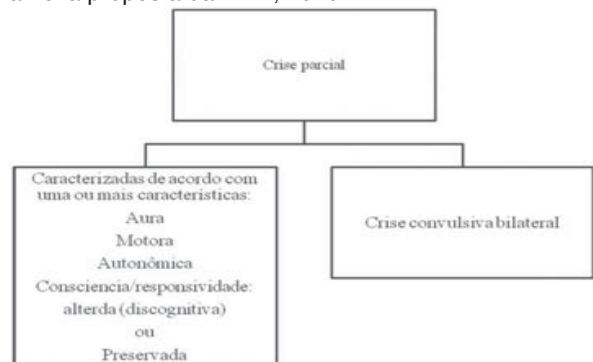 Crise parcial
Caracterizadas de acordo com
uma ou mais características:
Aura
Motora
Autonômica
Consciencia/responsividade:
alterda (discognitiva)
ou
Preservada
Crise convulsiva bilateral